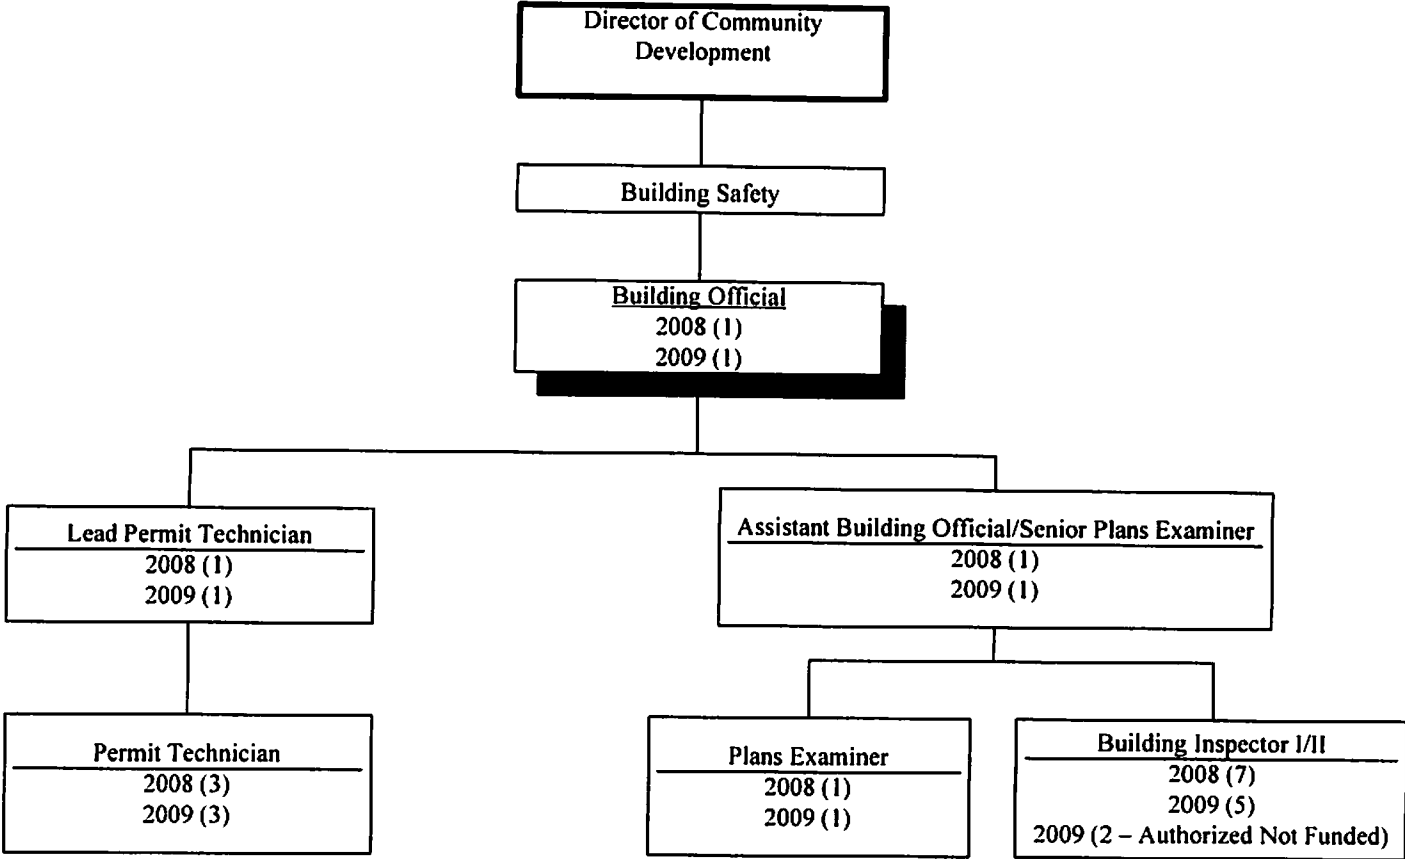 Director of Community
Development
Building Safety
Building Official
2008 (1)
2009 (1)
Lead Permit Technician
2008 (1)
2009 (1)
Assistant Building Official/Senior Plans Examiner
2008 (1)
2009 (1)
Permit Technician
2008 (3)
2009 (3)
Plans Examiner
2008 (1)
2009 (1)
Building Inspector I/II
2008 (7)
2009 (5)
2009 (2 – Authorized Not Funded)